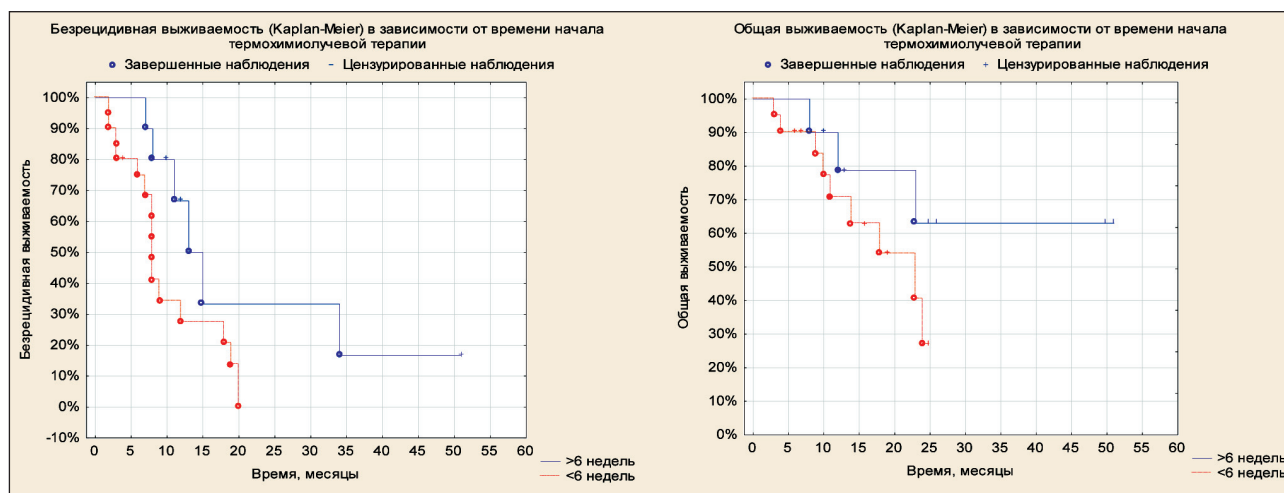 Безрецидивная выживаемость (Kaplan-Meier) в зависимости от времени начала
термохимиолучевой терапии
Завершенные наблюдения
Цензурированные наблюдения
Безрецидивная выживаемость
100%
90%
80%
70%
60%
50%
40%
30%
20%
10%
0%
-10%
0 5 10 15 20 25 30 35 40 45 50 55 60
Время, месяцы
>6 недель
<6 недель
Общая выживаемость (Kaplan-Meier) в зависимости от времени начала
термохимиолучевой терапии
Завершенные наблюдения
Цензурированные наблюдения
Общая выживаемость
100%
90%
80%
70%
60%
50%
40%
30%
20%
10%
0%
0 5 10 15 20 25 30 35 40 45 50 55 60
Время, месяцы
>6 недель
<6 недель